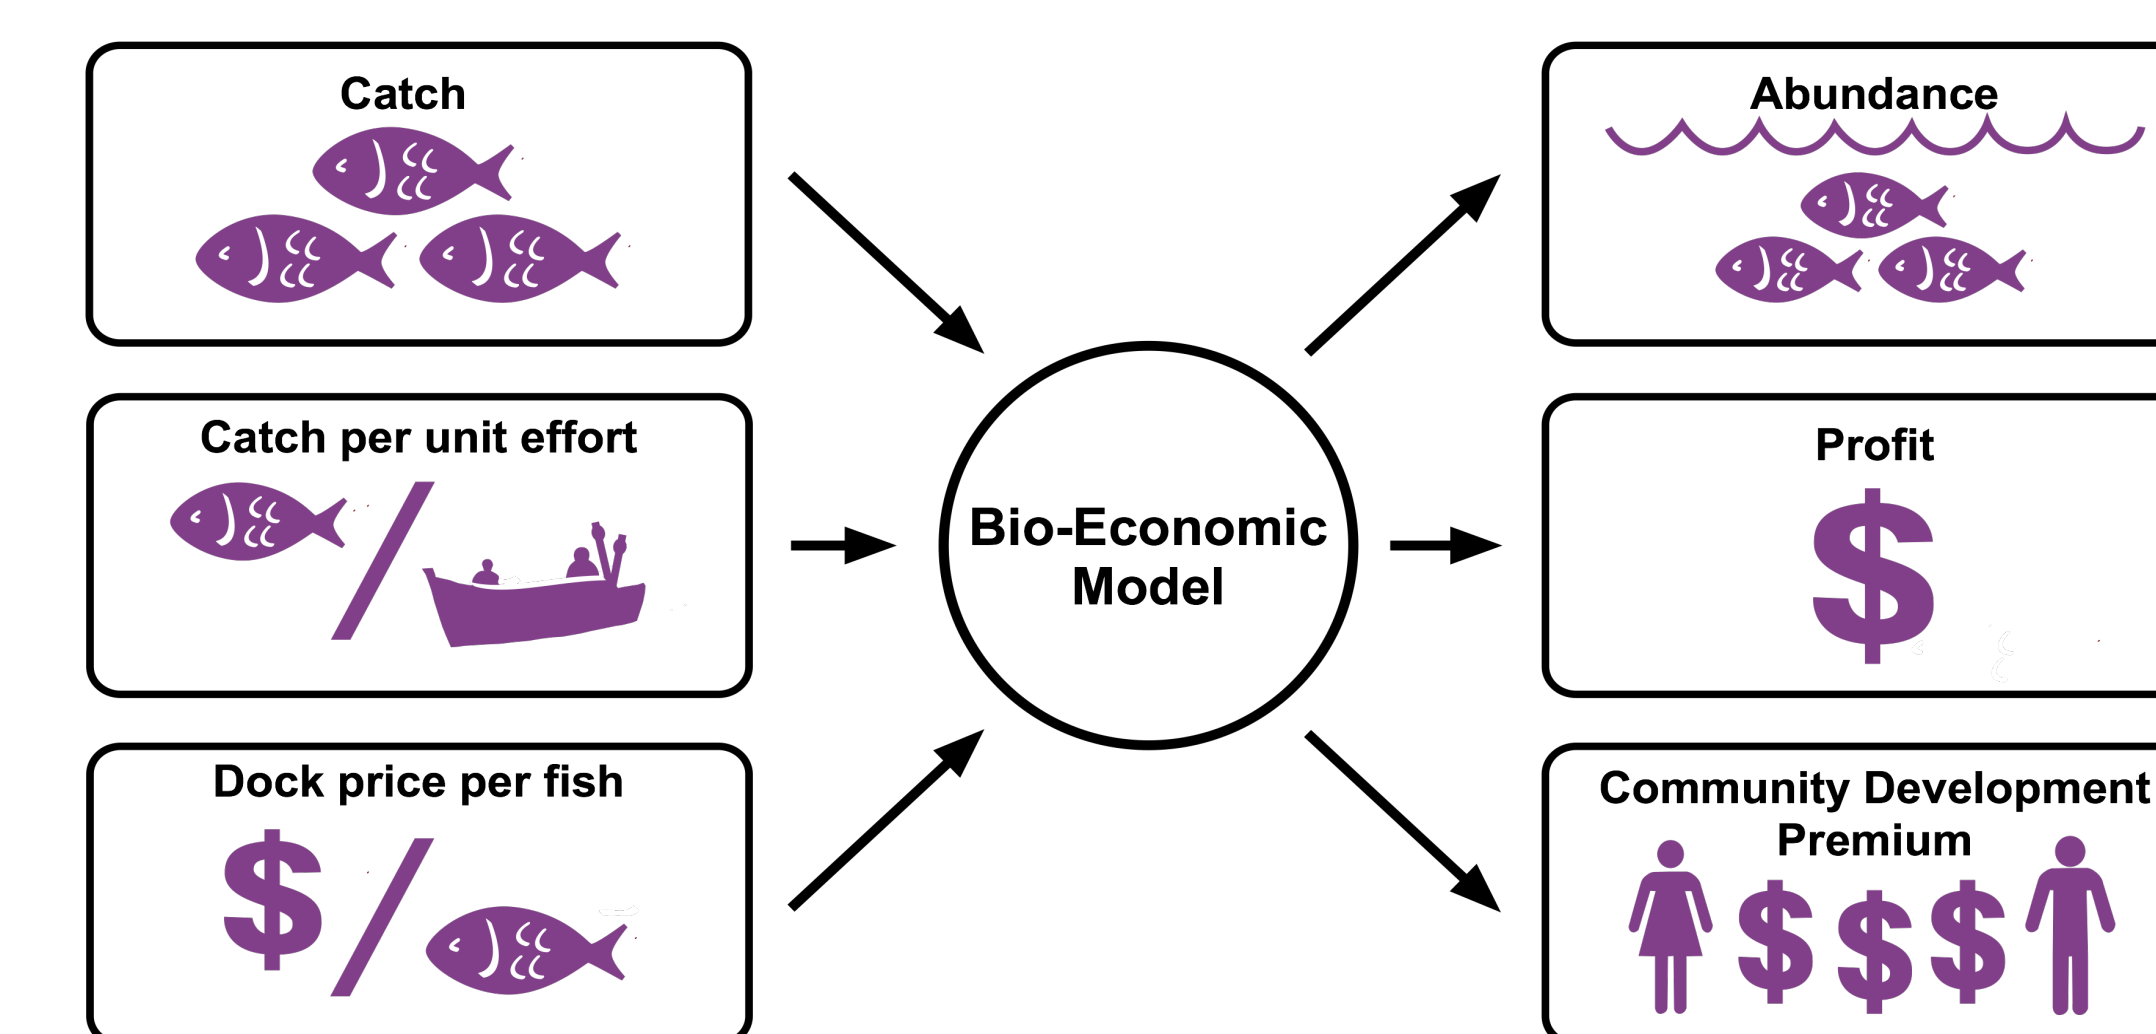 Catch
Catch per unit effort
/
Dock price per fish
$ /
Bio-Economic
Model
Abundance
Profit
$
Community Development
Premium
$ $ $